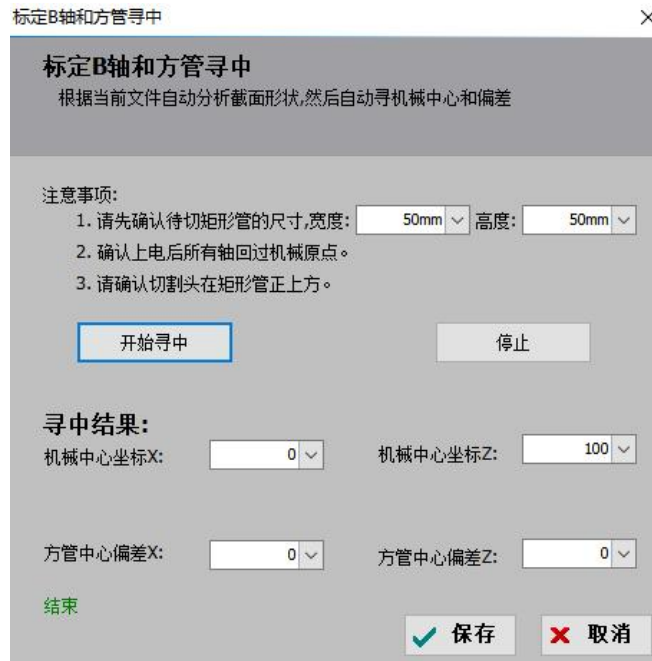 标定B轴和方管寻中
标定B轴和方管寻中
根据当前文件自动分析截面形状,然后自动寻机械中心和偏差
注意事项:
1. 请先确认待切矩形管的尺寸,宽度: 50mm 高度: 50mm
2. 确认上电后所有轴回过机械原点。
3. 请确认切割头在矩形管正上方。
开始寻中 停止
寻中结果:
机械中心坐标X: 0 机械中心坐标Z: 100
方管中心偏差X: 0 方管中心偏差Z: 0
结束
保存 取消